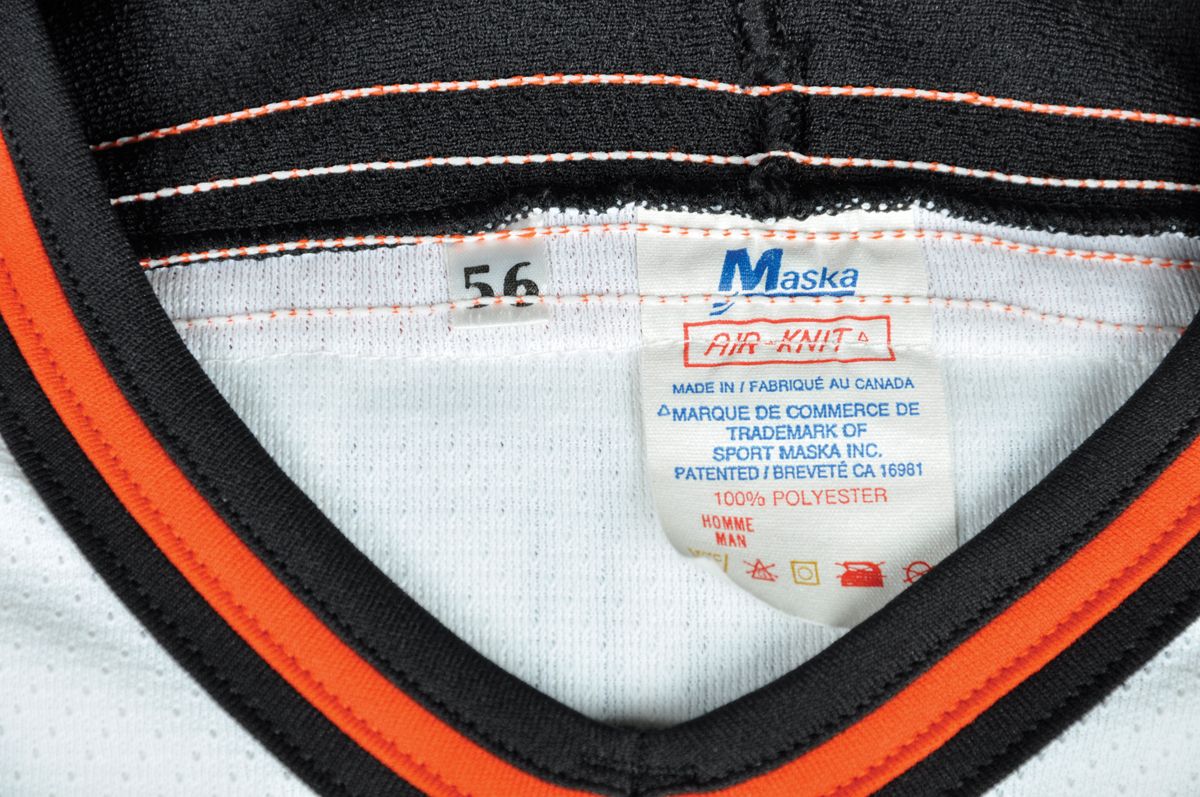 56
MASKA
AIR-KNIT △
MADE IN / FABRIQUÉ AU CANADA
△MARQUE DE COMMERCE DE
TRADEMARK OF
SPORT MASKA INC.
PATENTED / BREVETÉ CA 16981
100% POLYESTER
HOMME
MAN